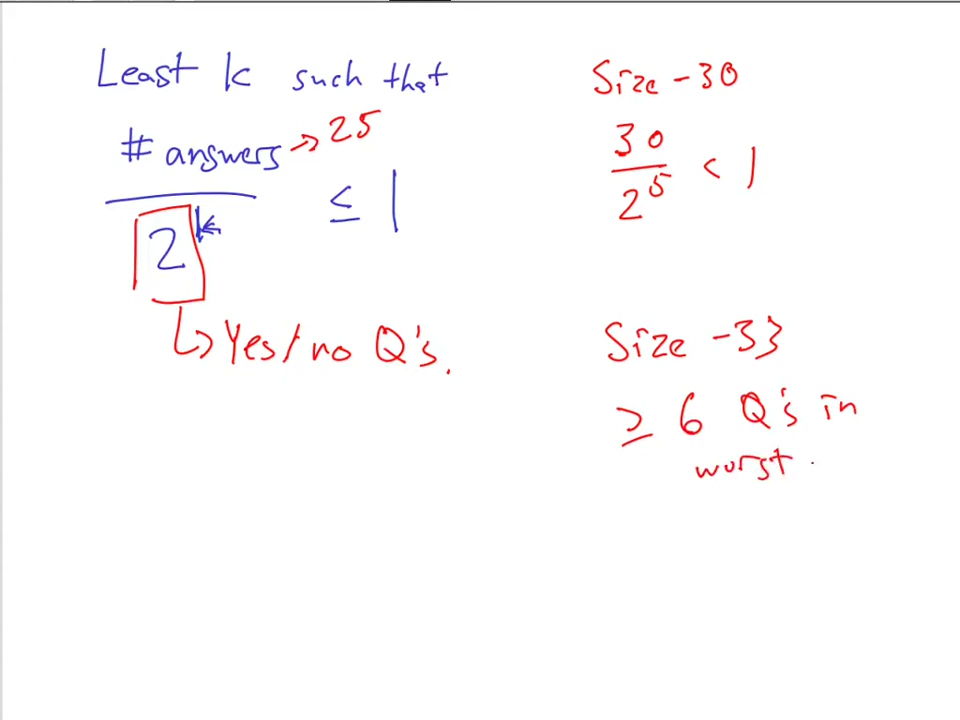 Least k such that
# answers → 25
2^k ≤ 1
↳ Yes/no Q's.
Size - 30
30
2^5 < 1
Size - 33
≥ 6 Q's in
worst